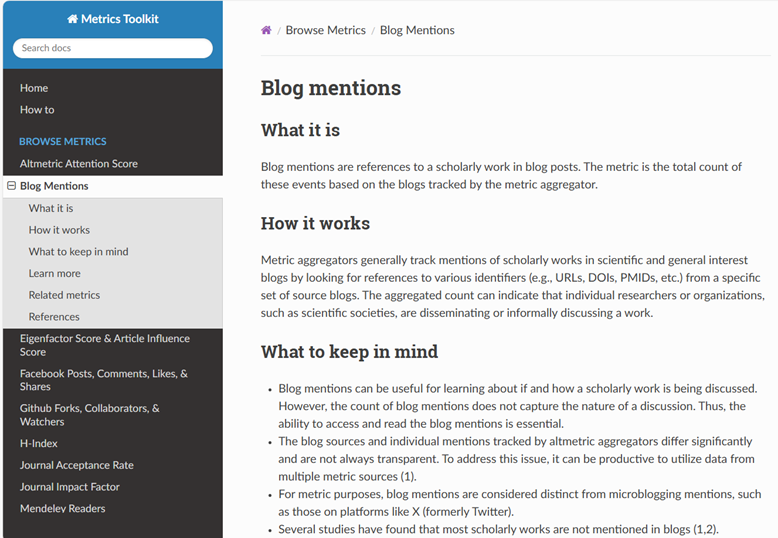 Metrics Toolkit
Search docs
Home
How to
BROWSE METRICS
Altmetric Attention Score
Blog Mentions
What it is
How it works
What to keep in mind
Learn more
Related metrics
References
Eigenfactor Score & Article Influence
Score
Facebook Posts, Comments, Likes, &
Shares
Github Forks, Collaborators, &
Watchers
H-Index
Journal Acceptance Rate
Journal Impact Factor
Mendeley Readers
/ Browse Metrics / Blog Mentions
Blog mentions
What it is
Blog mentions are references to a scholarly work in blog posts. The metric is the total count of
these events based on the blogs tracked by the metric aggregator.
How it works
Metric aggregators generally track mentions of scholarly works in scientific and general interest
blogs by looking for references to various identifiers (e.g., URLs, DOIs, PMIDs, etc.) from a specific
set of source blogs. The aggregated count can indicate that individual researchers or organizations,
such as scientific societies, are disseminating or informally discussing a work.
What to keep in mind
• Blog mentions can be useful for learning about if and how a scholarly work is being discussed.
However, the count of blog mentions does not capture the nature of a discussion. Thus, the
ability to access and read the blog mentions is essential.
• The blog sources and individual mentions tracked by altmetric aggregators differ significantly
and are not always transparent. To address this issue, it can be productive to utilize data from
multiple metric sources (1).
• For metric purposes, blog mentions are considered distinct from microblogging mentions, such
as those on platforms like X (formerly Twitter).
• Several studies have found that most scholarly works are not mentioned in blogs (1,2).